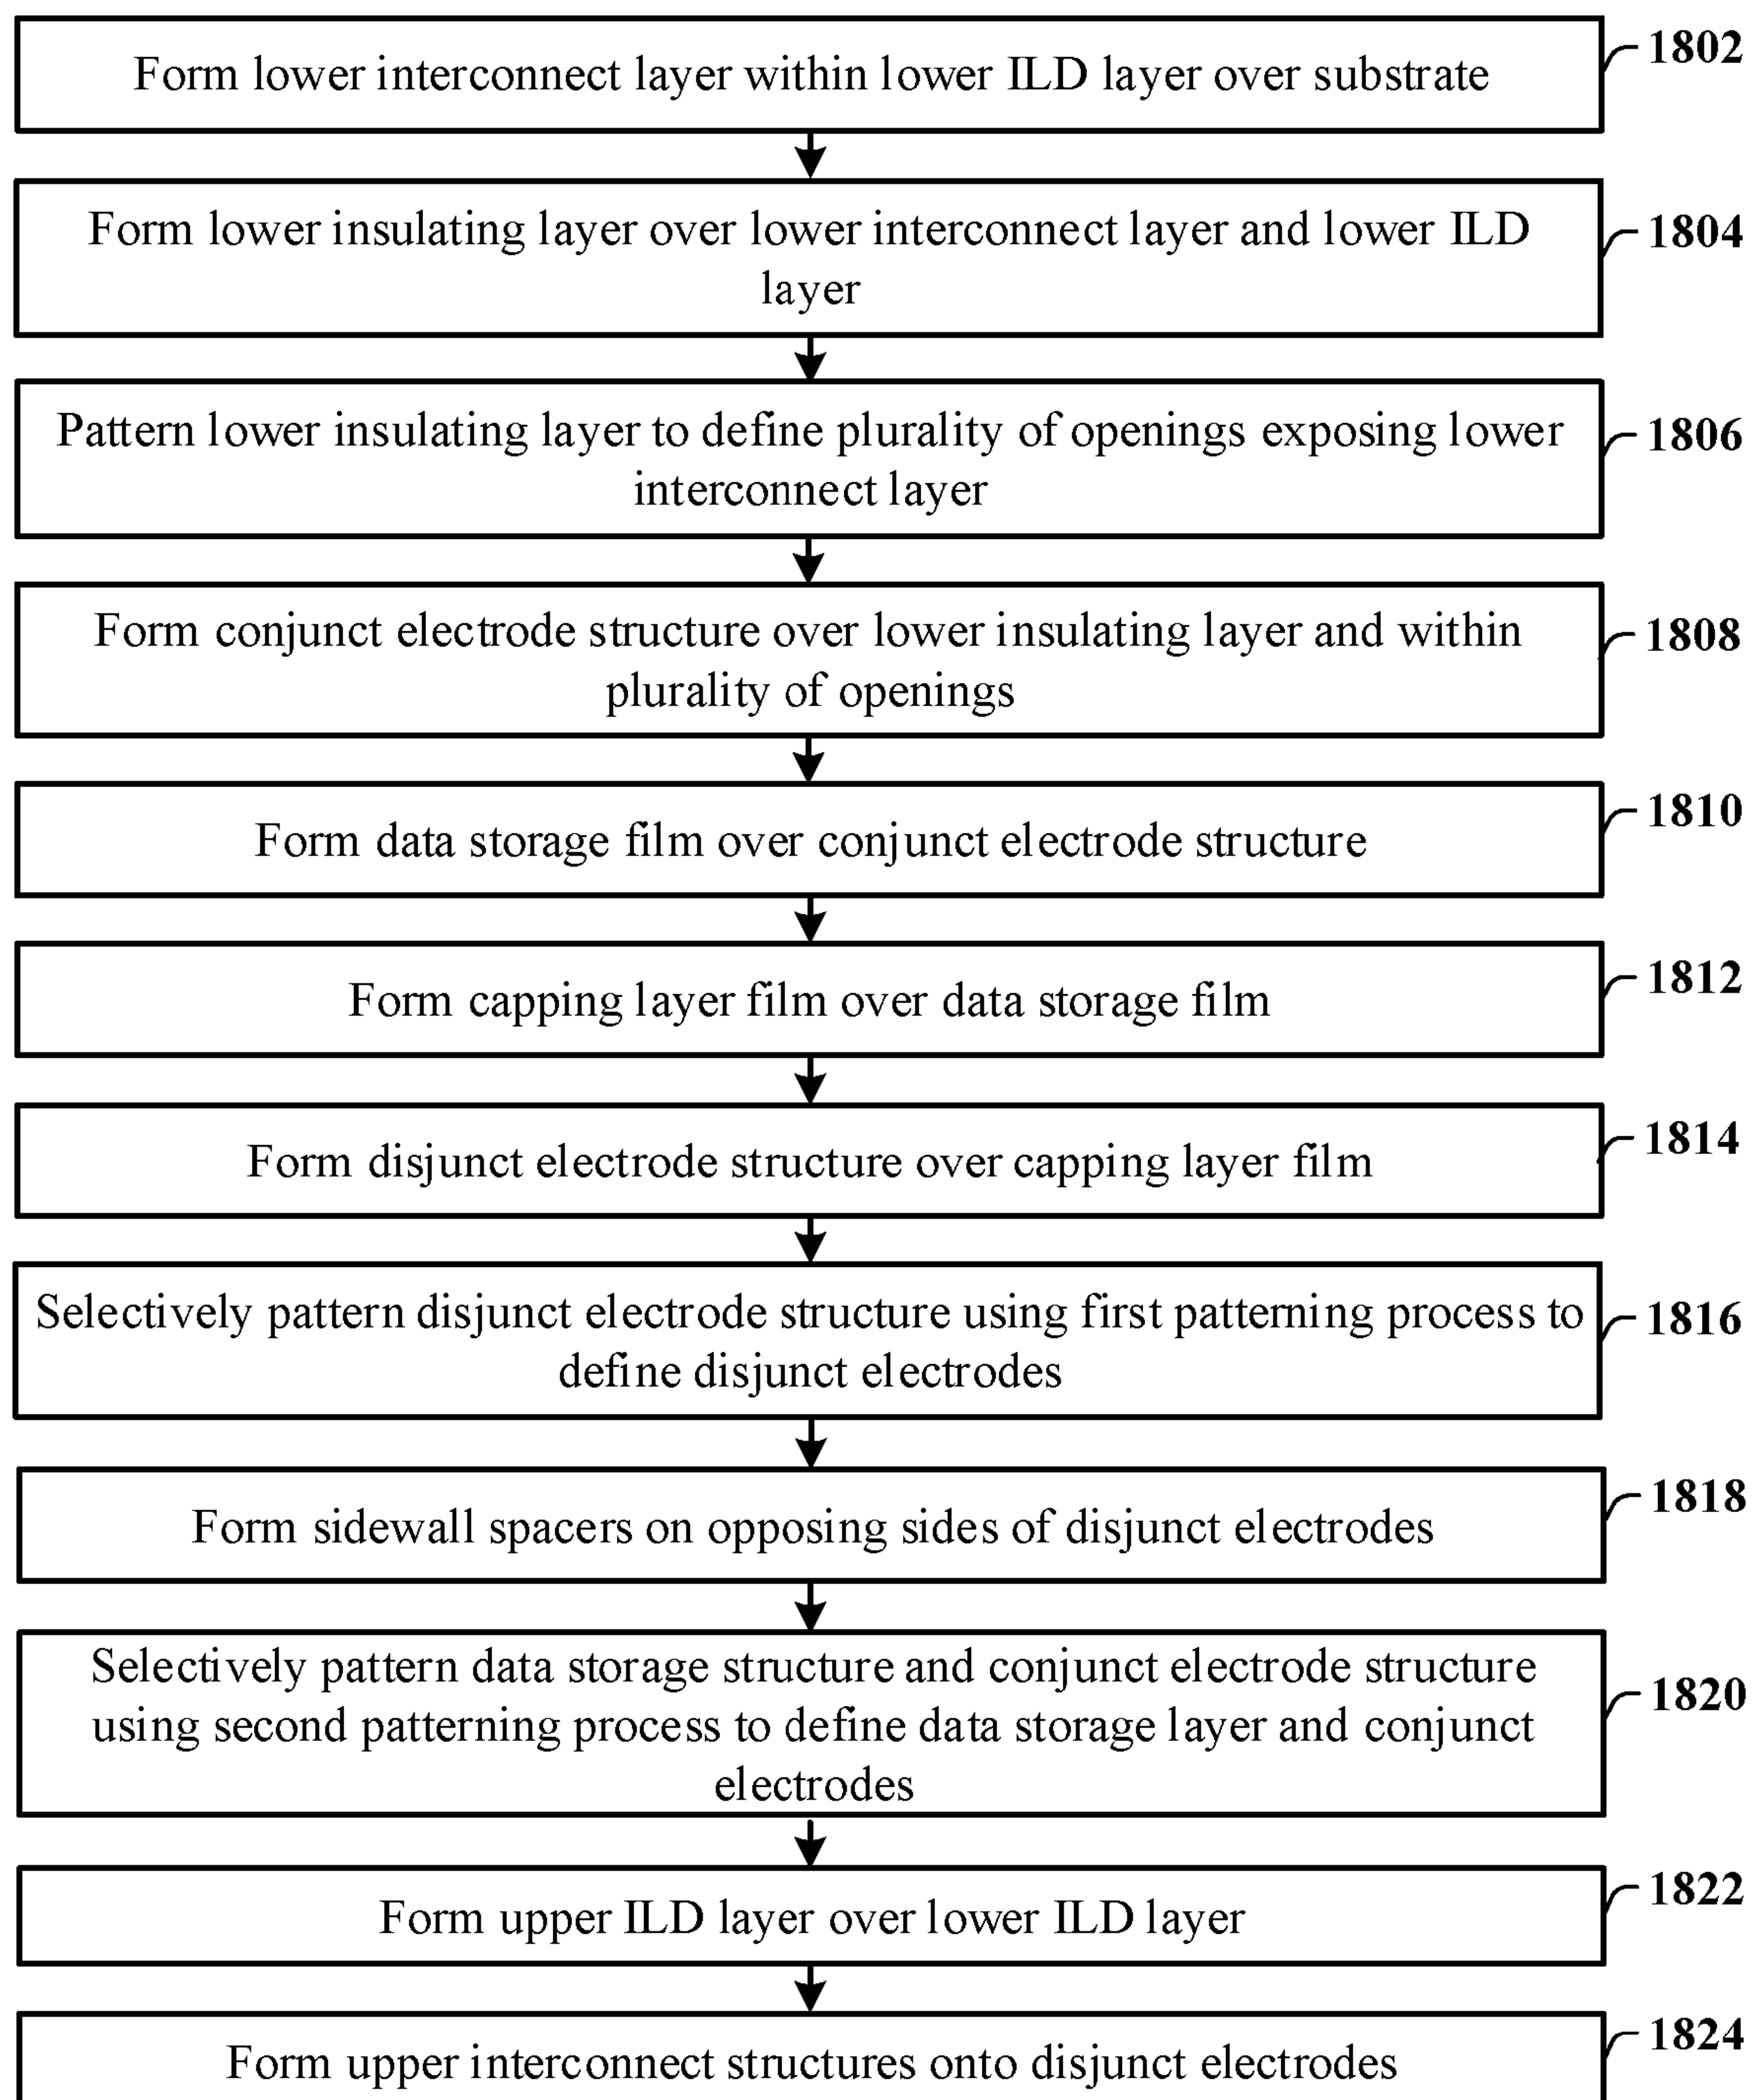 Form lower interconnect layer within lower ILD layer over substrate
1802
Form lower insulating layer over lower interconnect layer and lower ILD
layer
1804
Pattern lower insulating layer to define plurality of openings exposing lower
interconnect layer
1806
Form conjunct electrode structure over lower insulating layer and within
plurality of openings
1808
Form data storage film over conjunct electrode structure
1810
Form capping layer film over data storage film
1812
Form disjunct electrode structure over capping layer film
1814
Selectively pattern disjunct electrode structure using first patterning process to
define disjunct electrodes
1816
Form sidewall spacers on opposing sides of disjunct electrodes
1818
Selectively pattern data storage structure and conjunct electrode structure
using second patterning process to define data storage layer and conjunct
electrodes
1820
Form upper ILD layer over lower ILD layer
1822
Form upper interconnect structures onto disjunct electrodes
1824